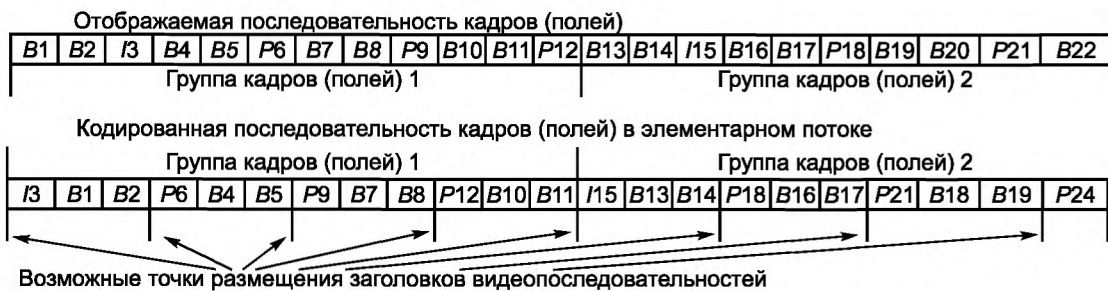 Отображаемая последовательность кадров (полей)
B1 B2 I3 B4 B5 P6 B7 B8 P9 B10 B11 P12 B13 B14 I15 B16 B17 P18 B19 B20 P21 B22
Группа кадров (полей) 1 Группа кадров (полей) 2
Кодированная последовательность кадров (полей) в элементарном потоке
Группа кадров (полей) 1 Группа кадров (полей) 2
I3 B1 B2 P6 B4 B5 P9 B7 B8 P12 B10 B11 I15 B13 B14 P18 B16 B17 P21 B18 B19 P24
Возможные точки размещения заголовков видеопоследовательностей